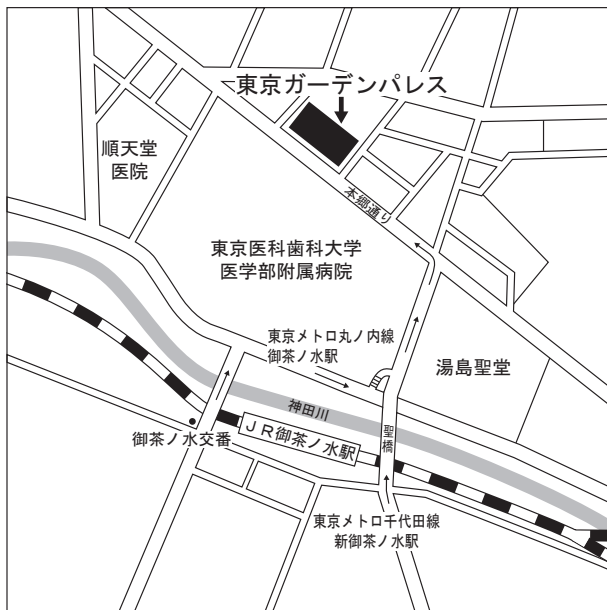 東京ガーデンパレス
順天堂
医院
本郷通り
東京医科歯科大学
医学部附属病院
東京メトロ丸ノ内線
御茶ノ水駅
湯島聖堂
神田川
聖橋
御茶ノ水交番
ＪＲ御茶ノ水駅
東京メトロ千代田線
新御茶ノ水駅